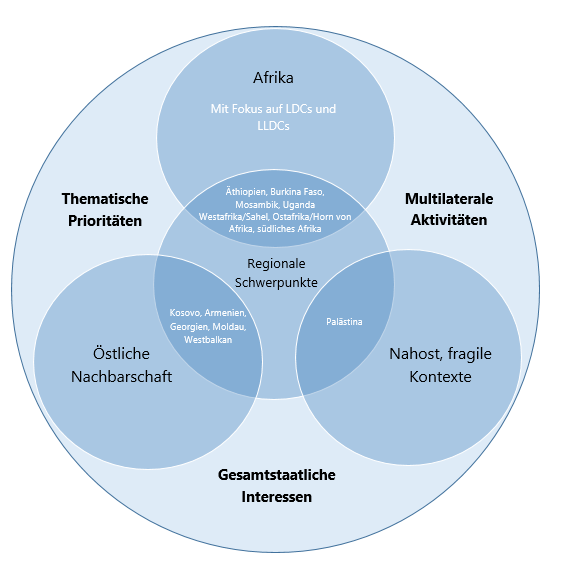 Afrika
Mit Fokus auf LDCs und
LLDCs
Thematische
Prioritäten
Multilaterale
Aktivitäten
Äthiopien, Burkina Faso,
Mosambik, Uganda
Westafrika/Sahel, Ostafrika/Horn von
Afrika, südliches Afrika
Regionale
Schwerpunkte
Kosovo, Armenien,
Georgien, Moldau,
Westbalkan
Palästina
Östliche
Nachbarschaft
Nahost, fragile
Kontexte
Gesamtstaatliche
Interessen